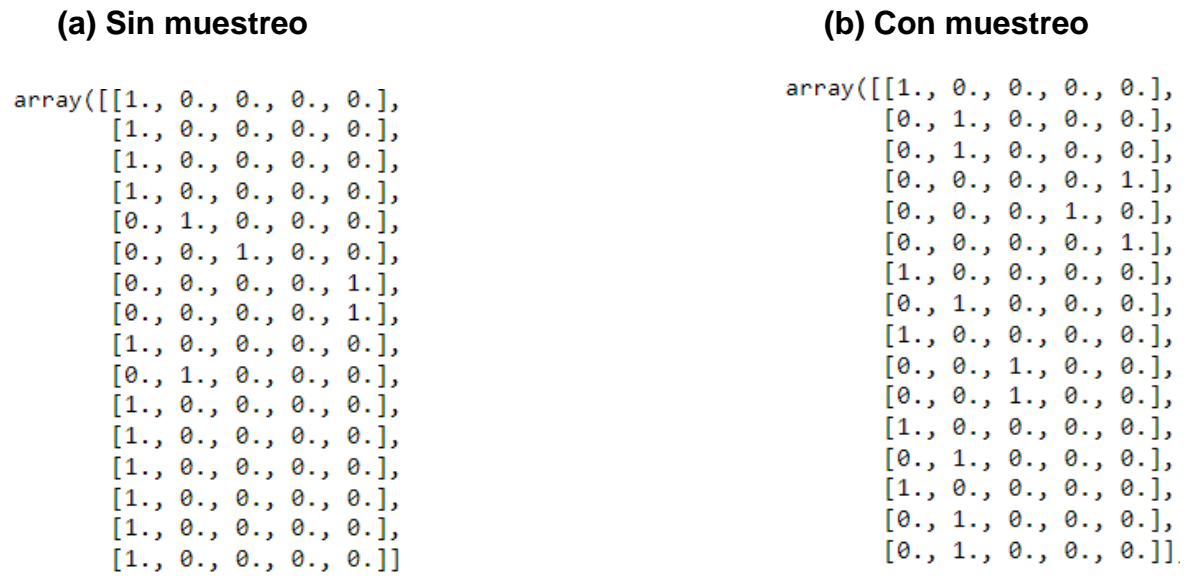 (a) Sin muestreo
array([[1., 0., 0., 0., 0.],
[1., 0., 0., 0., 0.],
[1., 0., 0., 0., 0.],
[1., 0., 0., 0., 0.],
[0., 1., 0., 0., 0.],
[0., 0., 1., 0., 0.],
[0., 0., 0., 0., 1.],
[0., 0., 0., 0., 1.],
[1., 0., 0., 0., 0.],
[0., 1., 0., 0., 0.],
[1., 0., 0., 0., 0.],
[1., 0., 0., 0., 0.],
[1., 0., 0., 0., 0.],
[1., 0., 0., 0., 0.],
[1., 0., 0., 0., 0.],
[1., 0., 0., 0., 0.]]
(b) Con muestreo
array([[1., 0., 0., 0., 0.],
[0., 1., 0., 0., 0.],
[0., 1., 0., 0., 0.],
[0., 0., 0., 0., 1.],
[0., 0., 0., 1., 0.],
[0., 0., 0., 0., 1.],
[1., 0., 0., 0., 0.],
[0., 1., 0., 0., 0.],
[1., 0., 0., 0., 0.],
[0., 0., 1., 0., 0.],
[0., 0., 1., 0., 0.],
[1., 0., 0., 0., 0.],
[0., 1., 0., 0., 0.],
[1., 0., 0., 0., 0.],
[0., 1., 0., 0., 0.],
[0., 1., 0., 0., 0.]],